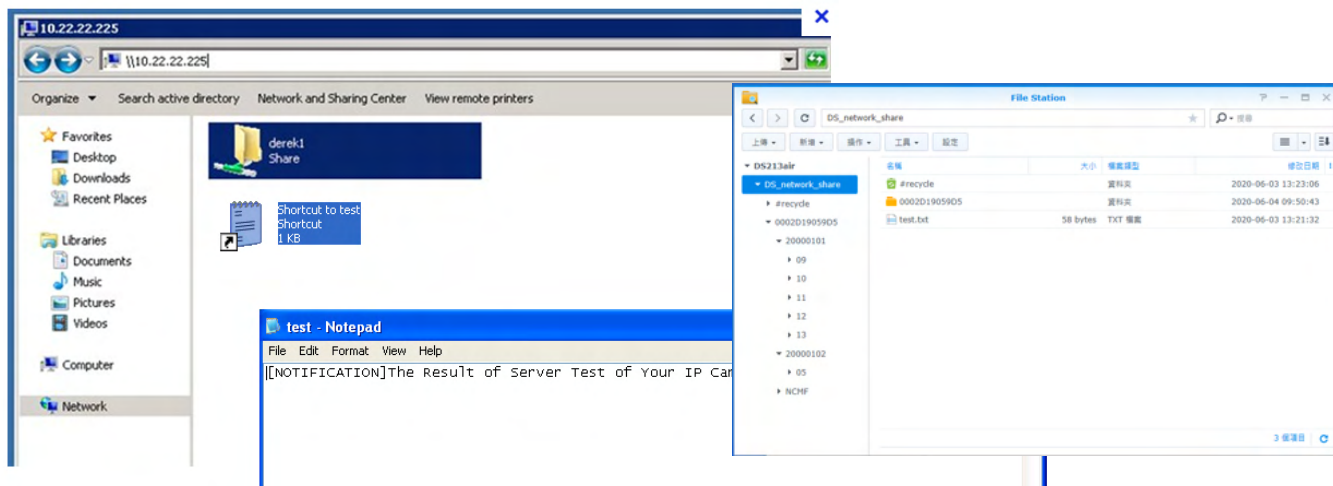 10.22.22.225
\\10.22.22.225
Organize
Search active directory
Network and Sharing Center
View remote printers
Favorites
Desktop
Downloads
Recent Places
Libraries
Documents
Music
Pictures
Videos
Computer
Network
derek1
Share
Shortcut to test
Shortcut
1 KB
test - Notepad
File Edit Format View Help
[NOTIFICATION]The Result of Server Test of Your IP Car
File Station
DS_network_share
搜尋
上傳 新增 操作 工具 設定
DS213air
DS_network_share
#recycle
0002D19059D5
20000101
09
10
11
12
13
20000102
05
NCMF
名稱 大小 檔案類型 修改日期
#recycle 資料夾 2020-06-03 13:23:06
0002D19059D5 資料夾 2020-06-04 09:50:43
test.txt 58 bytes TXT 檔案 2020-06-03 13:21:32
3 個項目